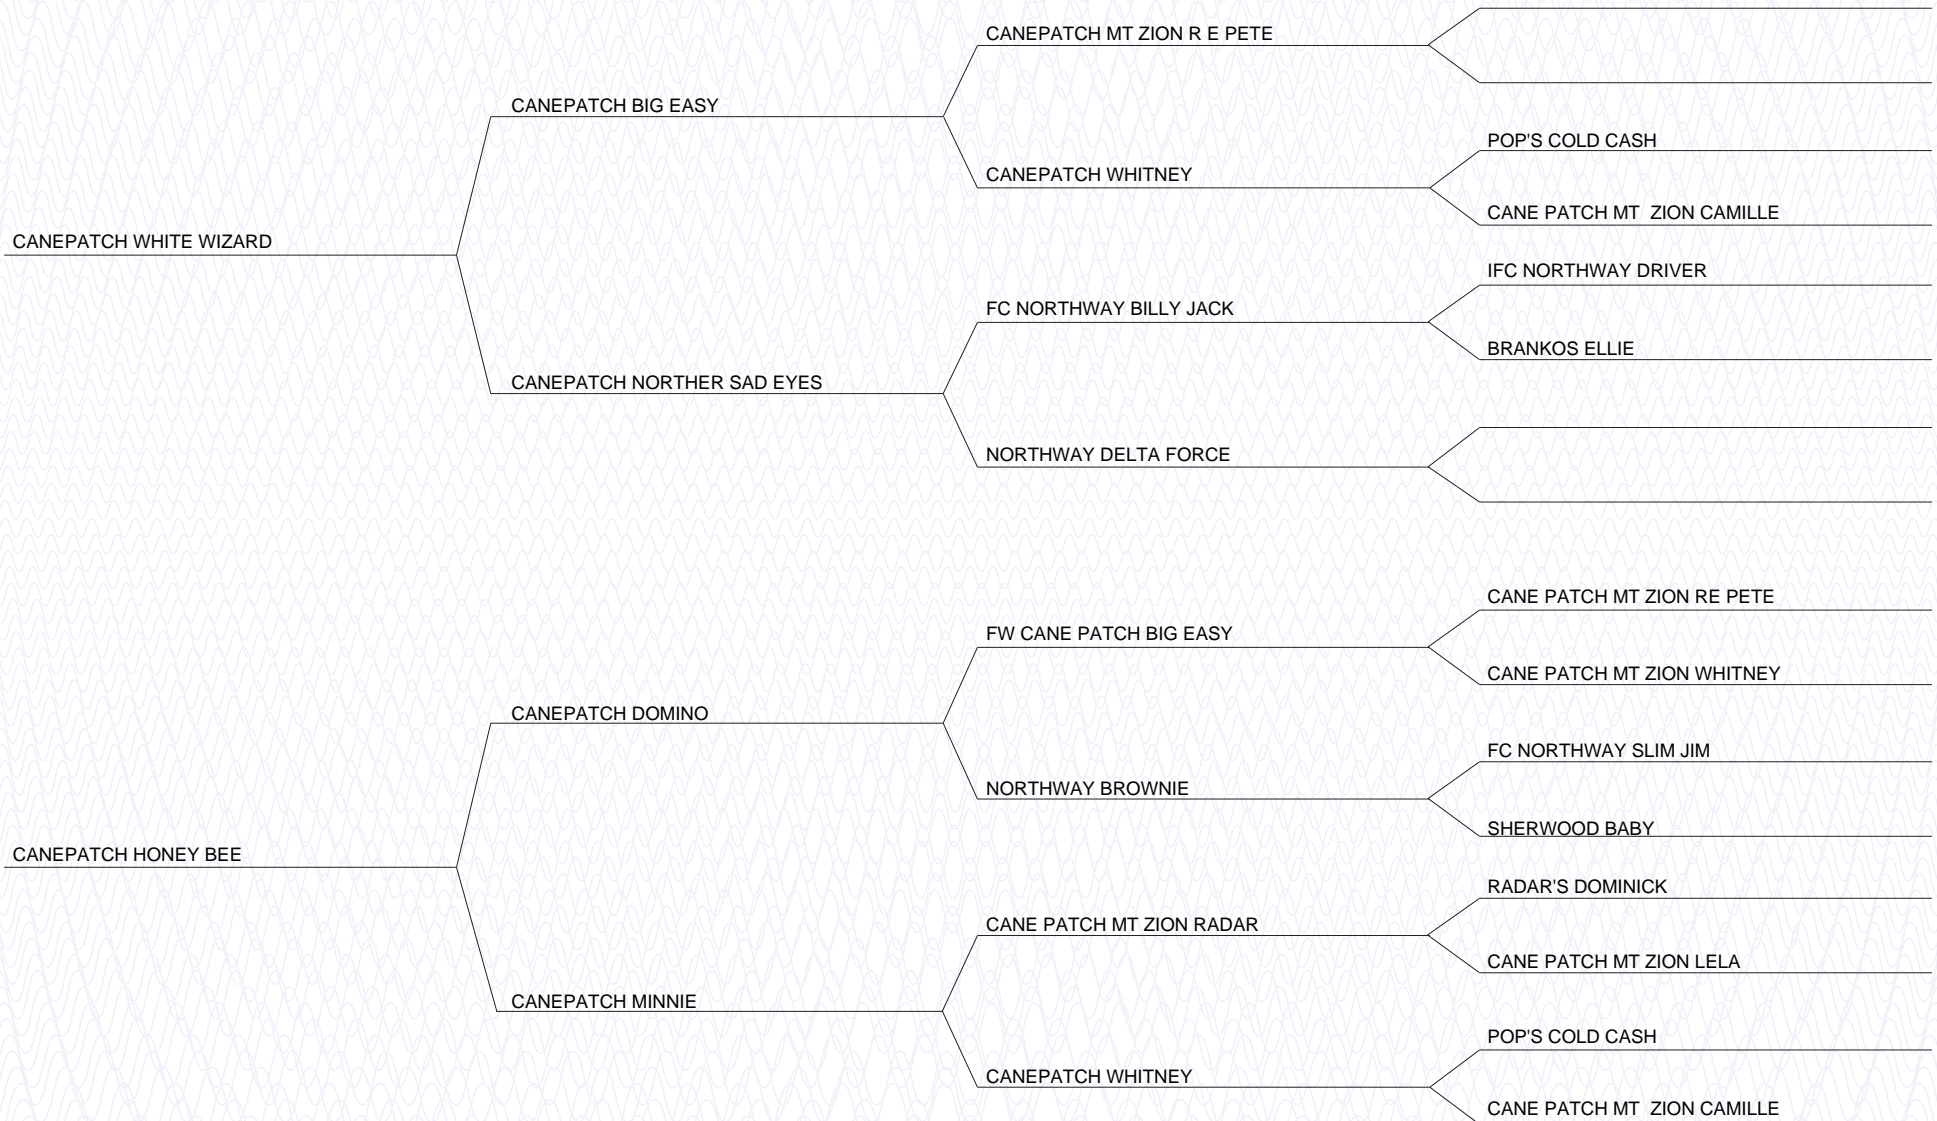 CANEPATCH MT ZION R E PETE
CANEPATCH BIG EASY
POP'S COLD CASH
CANEPATCH WHITNEY
CANE PATCH MT  ZION CAMILLE
CANEPATCH WHITE WIZARD
IFC NORTHWAY DRIVER
FC NORTHWAY BILLY JACK
BRANKOS ELLIE
CANEPATCH NORTHER SAD EYES
NORTHWAY DELTA FORCE
CANE PATCH MT ZION RE PETE
FW CANE PATCH BIG EASY
CANE PATCH MT ZION WHITNEY
CANEPATCH DOMINO
FC NORTHWAY SLIM JIM
NORTHWAY BROWNIE
SHERWOOD BABY
CANEPATCH HONEY BEE
RADAR'S DOMINICK
CANE PATCH MT ZION RADAR
CANE PATCH MT ZION LELA
CANEPATCH MINNIE
POP'S COLD CASH
CANEPATCH WHITNEY
CANE PATCH MT  ZION CAMILLE